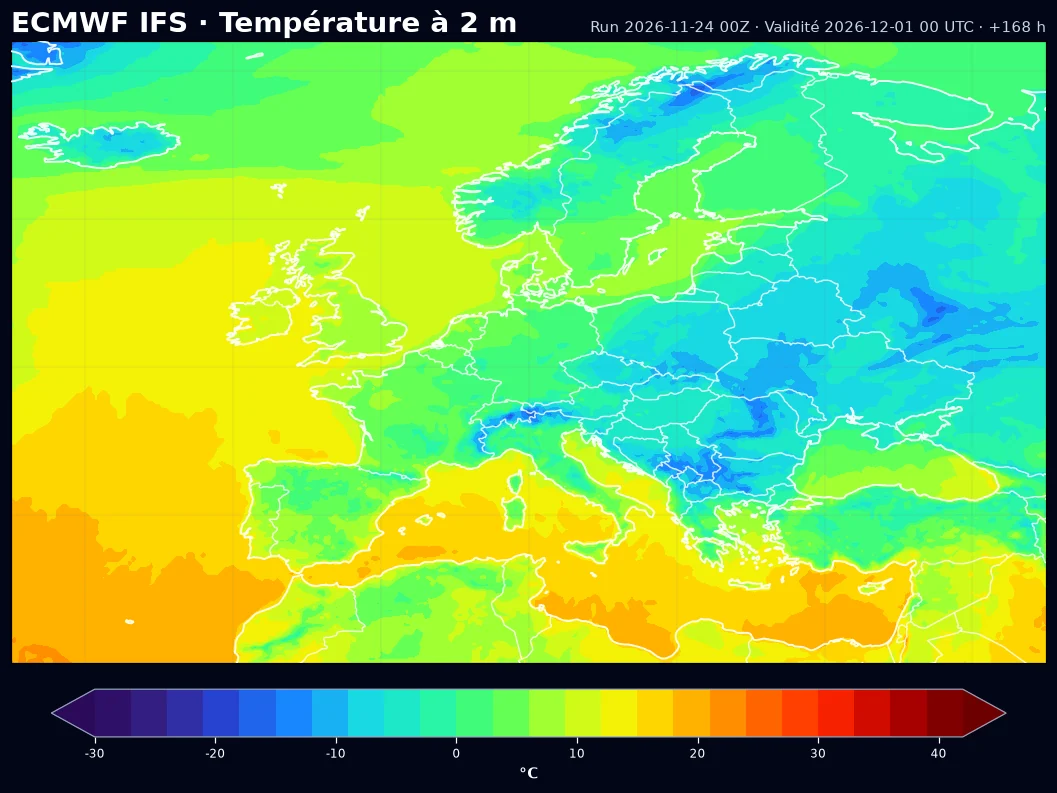 ECMWF IFS · Température à 2 m
Run 2026-11-24 00Z · Validité 2026-12-01 00 UTC · +168 h
-30 -20 -10 0 10 20 30 40
°C